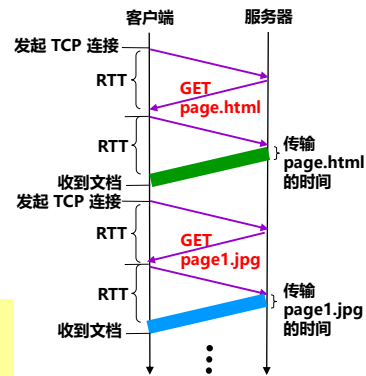 客户端
服务器
发起 TCP 连接
RTT
GET
page.html
RTT
传输
page.html
的时间
收到文档
发起 TCP 连接
RTT
GET
page1.jpg
RTT
传输
page1.jpg
的时间
收到文档